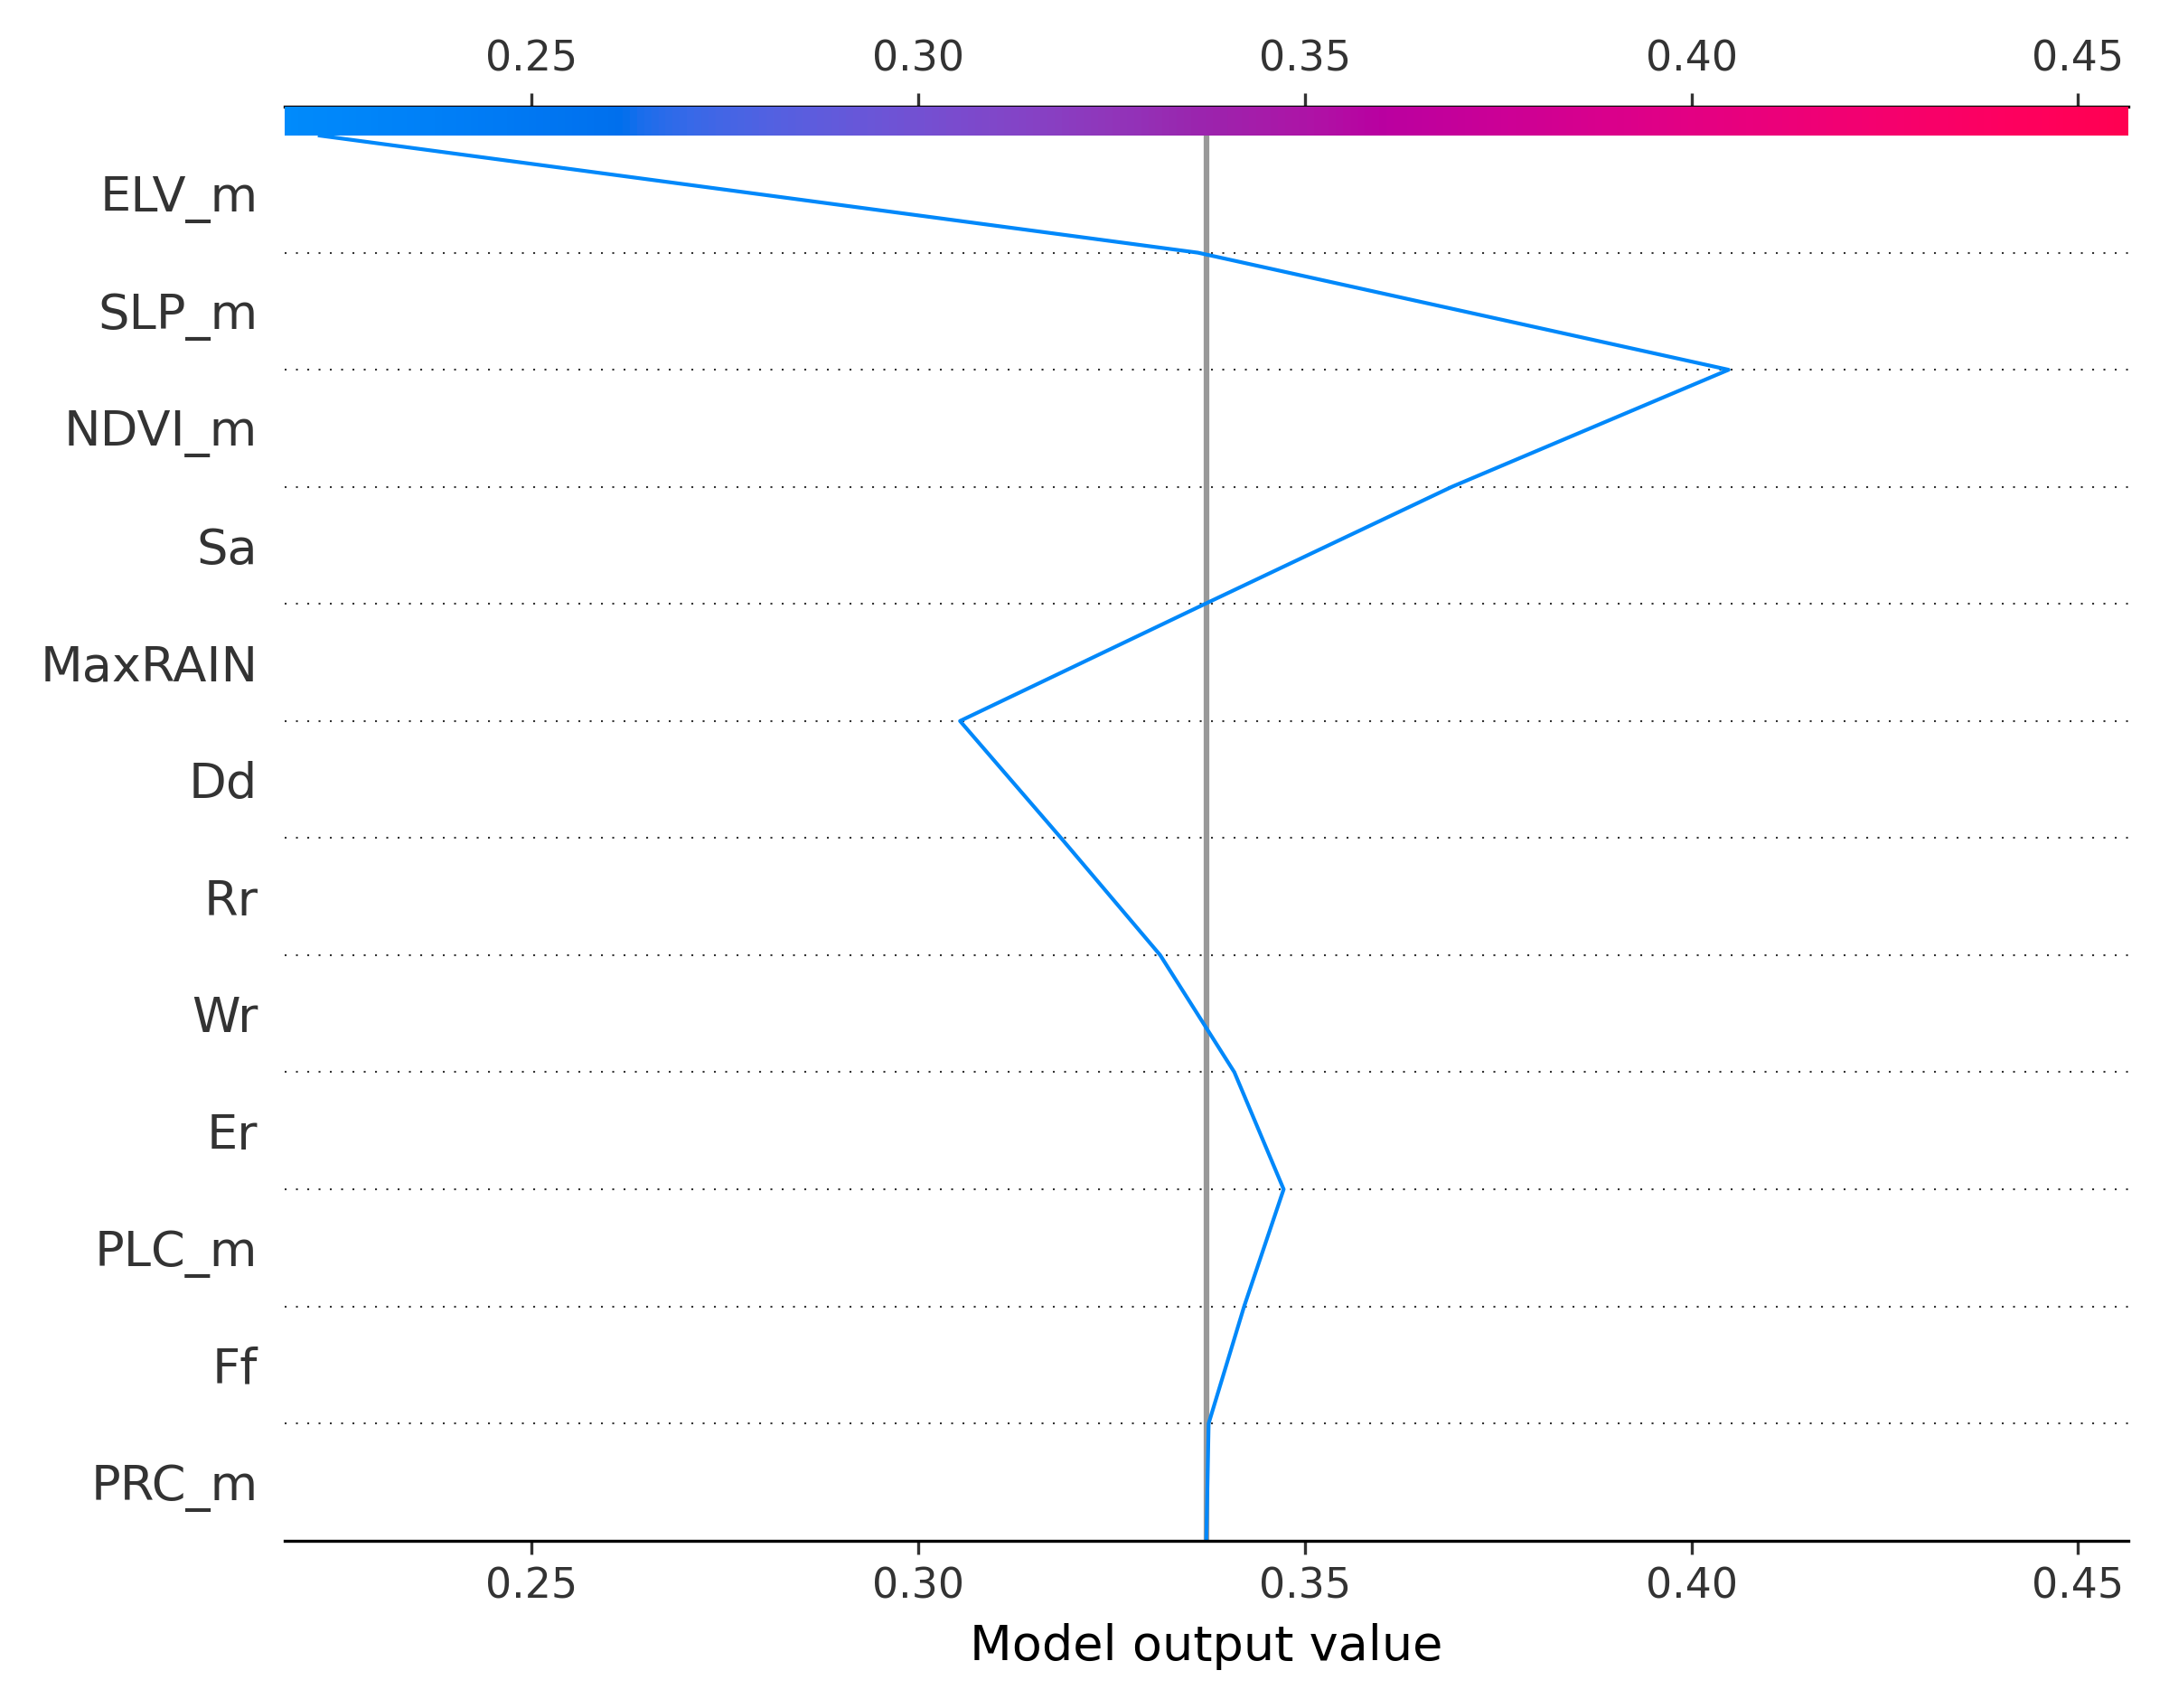 0.25 0.30 0.35 0.40 0.45
ELV_m
SLP_m
NDVI_m
Sa
MaxRAIN
Dd
Rr
Wr
Er
PLC_m
Ff
PRC_m
0.25 0.30 0.35 0.40 0.45
Model output value